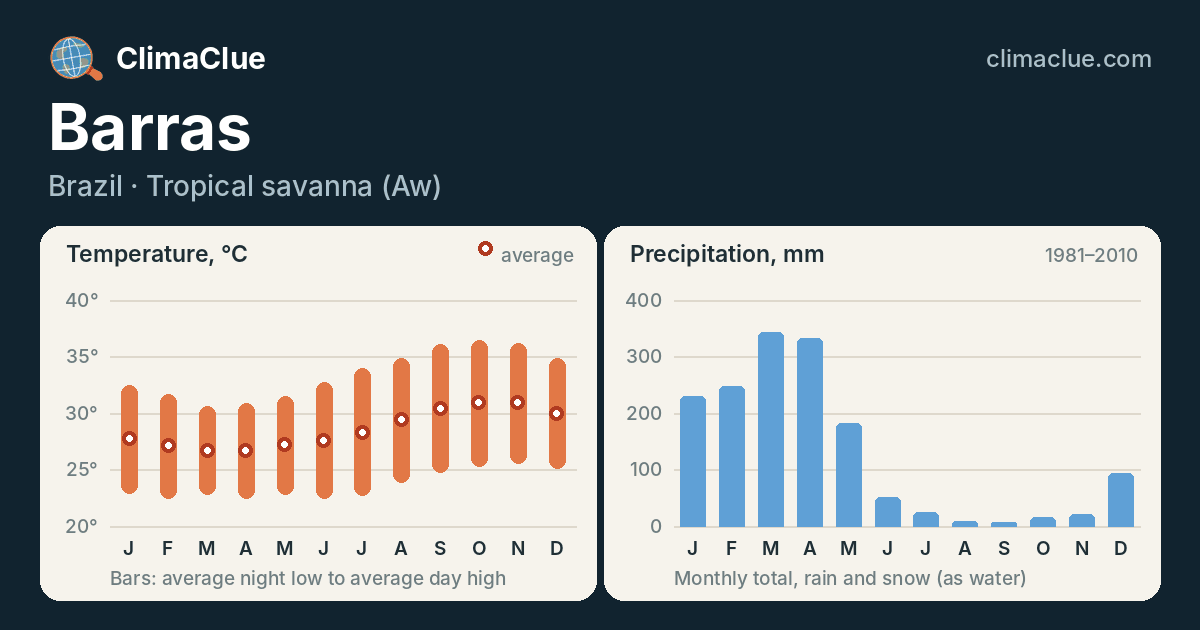 ClimaClue
climaclue.com
Barras
Brazil · Tropical savanna (Aw)
Temperature, °C
average
40°
35°
30°
25°
20°
J F M A M J J A S O N D
Bars: average night low to average day high
Precipitation, mm
1981–2010
400
300
200
100
0
J F M A M J J A S O N D
Monthly total, rain and snow (as water)